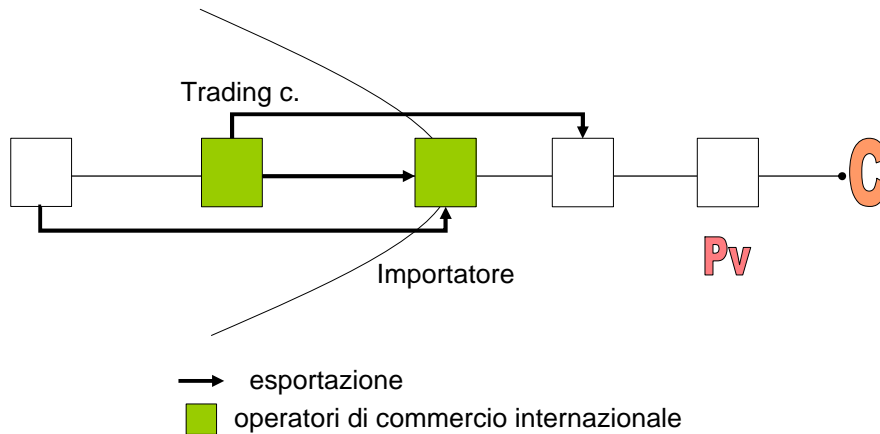 Trading c.
C
Pv
Importatore
esportazione
operatori di commercio internazionale